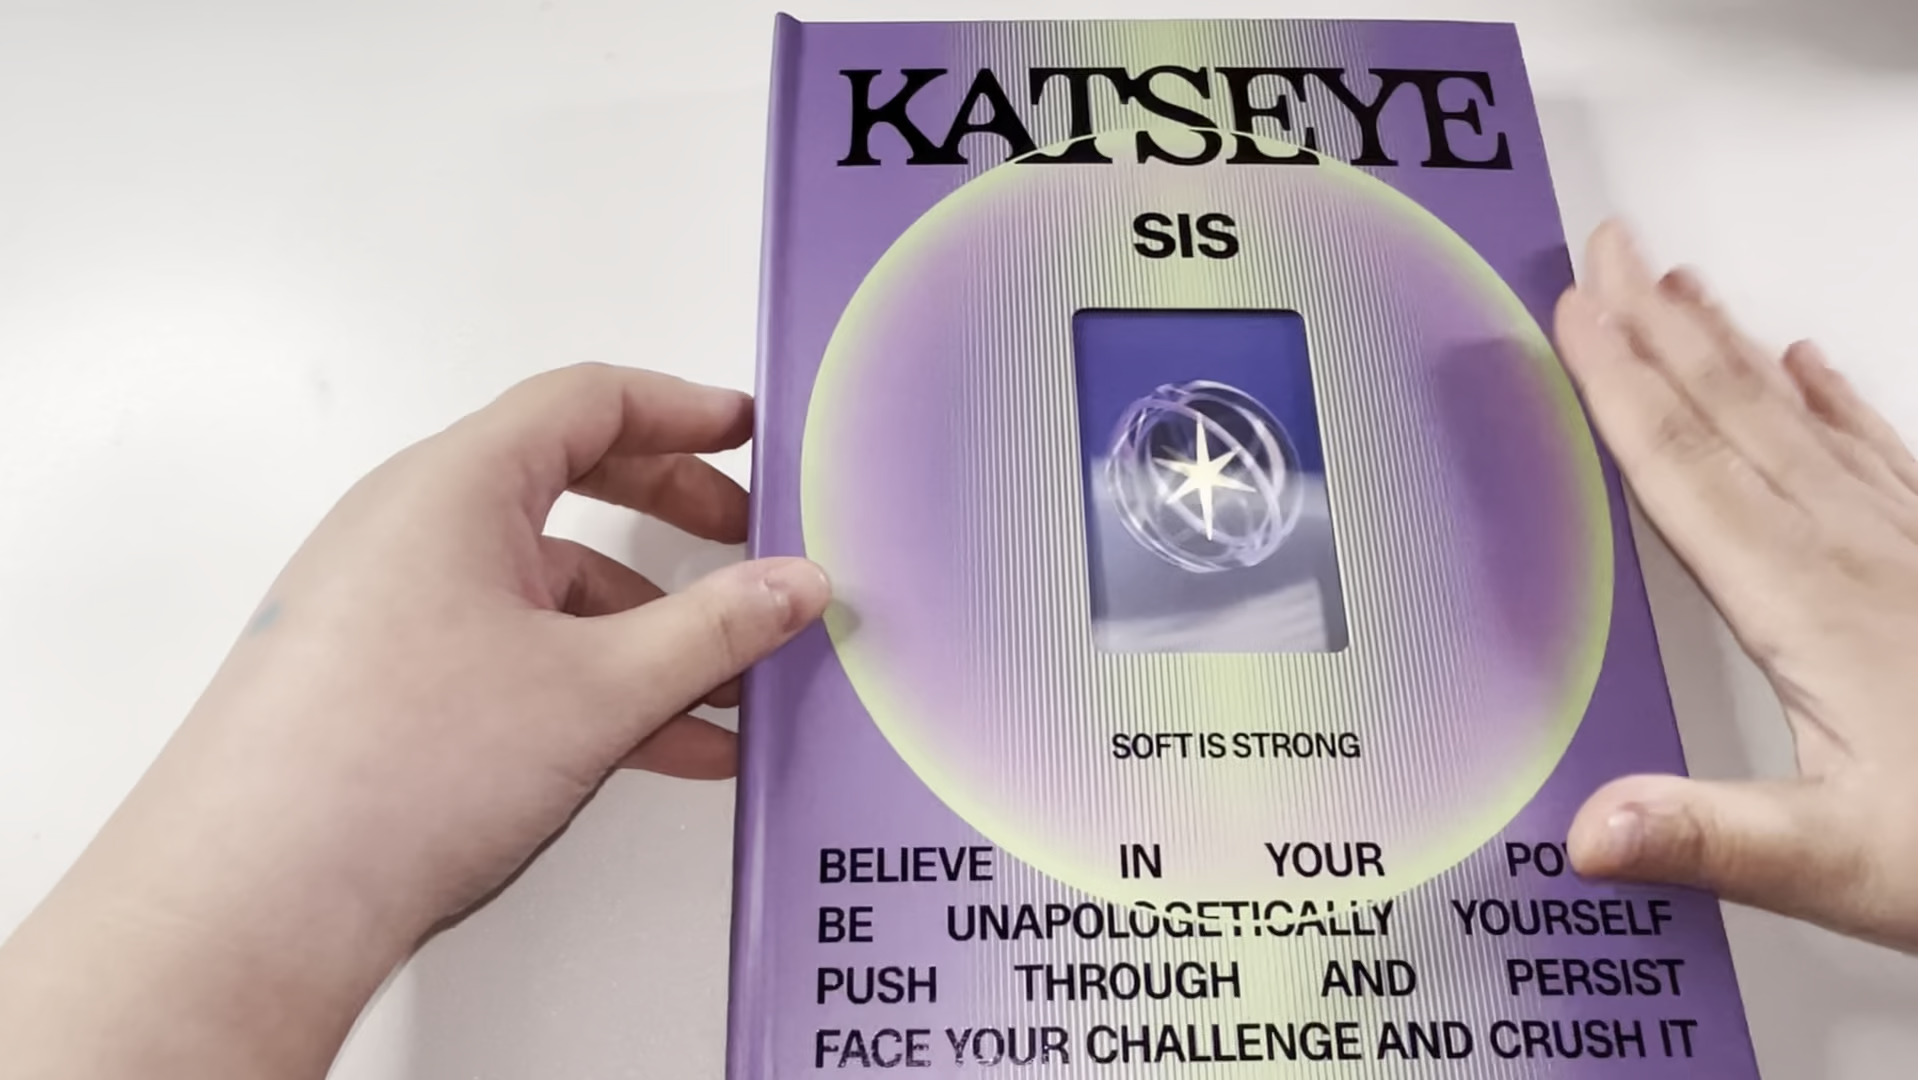 KATSEYE
SIS
SOFT IS STRONG
BELIEVE IN YOUR
BE UNAPOLOGETICALLY YOURSELF
PUSH THROUGH AND PERSIST
FACE YOUR CHALLENGE AND CRUSH IT